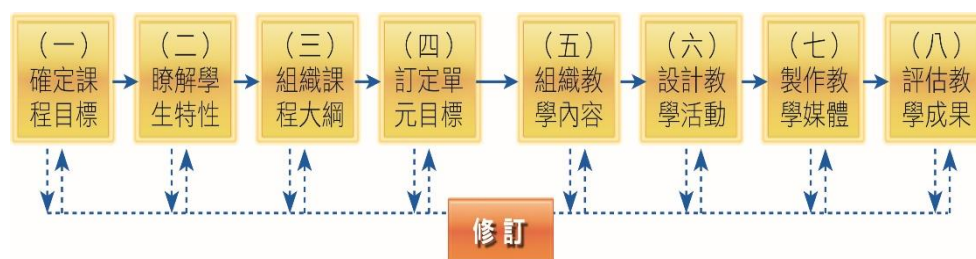 （一）
確定課
程目標
（二）
瞭解學
生特性
（三）
組織課
程大綱
（四）
訂定單
元目標
（五）
組織教
學內容
（六）
設計教
學活動
（七）
製作教
學媒體
（八）
評估教
學成果
修訂